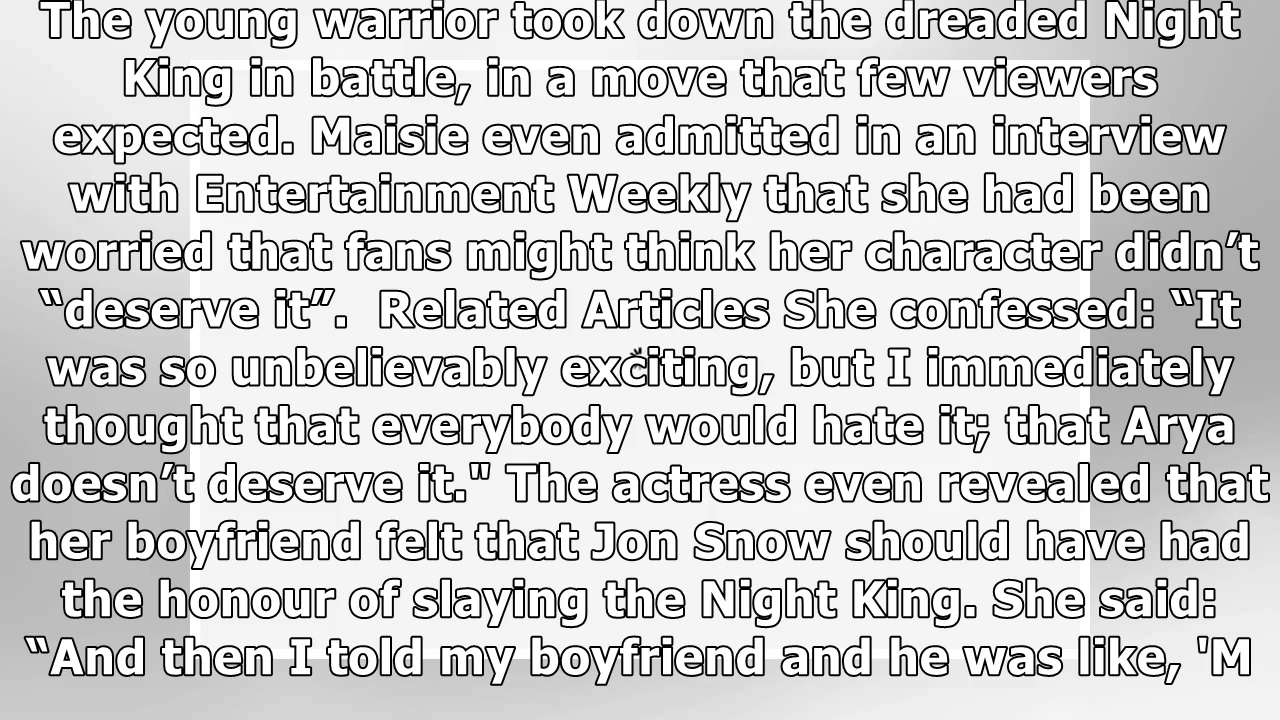 The young warrior took down the dreaded Night
King in battle, in a move that few viewers
expected. Maisie even admitted in an interview
with Entertainment Weekly that she had been
worried that fans might think her character didn’t
“deserve it”.  Related Articles She confessed: “It
was so unbelievably exciting, but I immediately
thought that everybody would hate it; that Arya
doesn’t deserve it." The actress even revealed that
her boyfriend felt that Jon Snow should have had
the honour of slaying the Night King. She said:
“And then I told my boyfriend and he was like, 'M